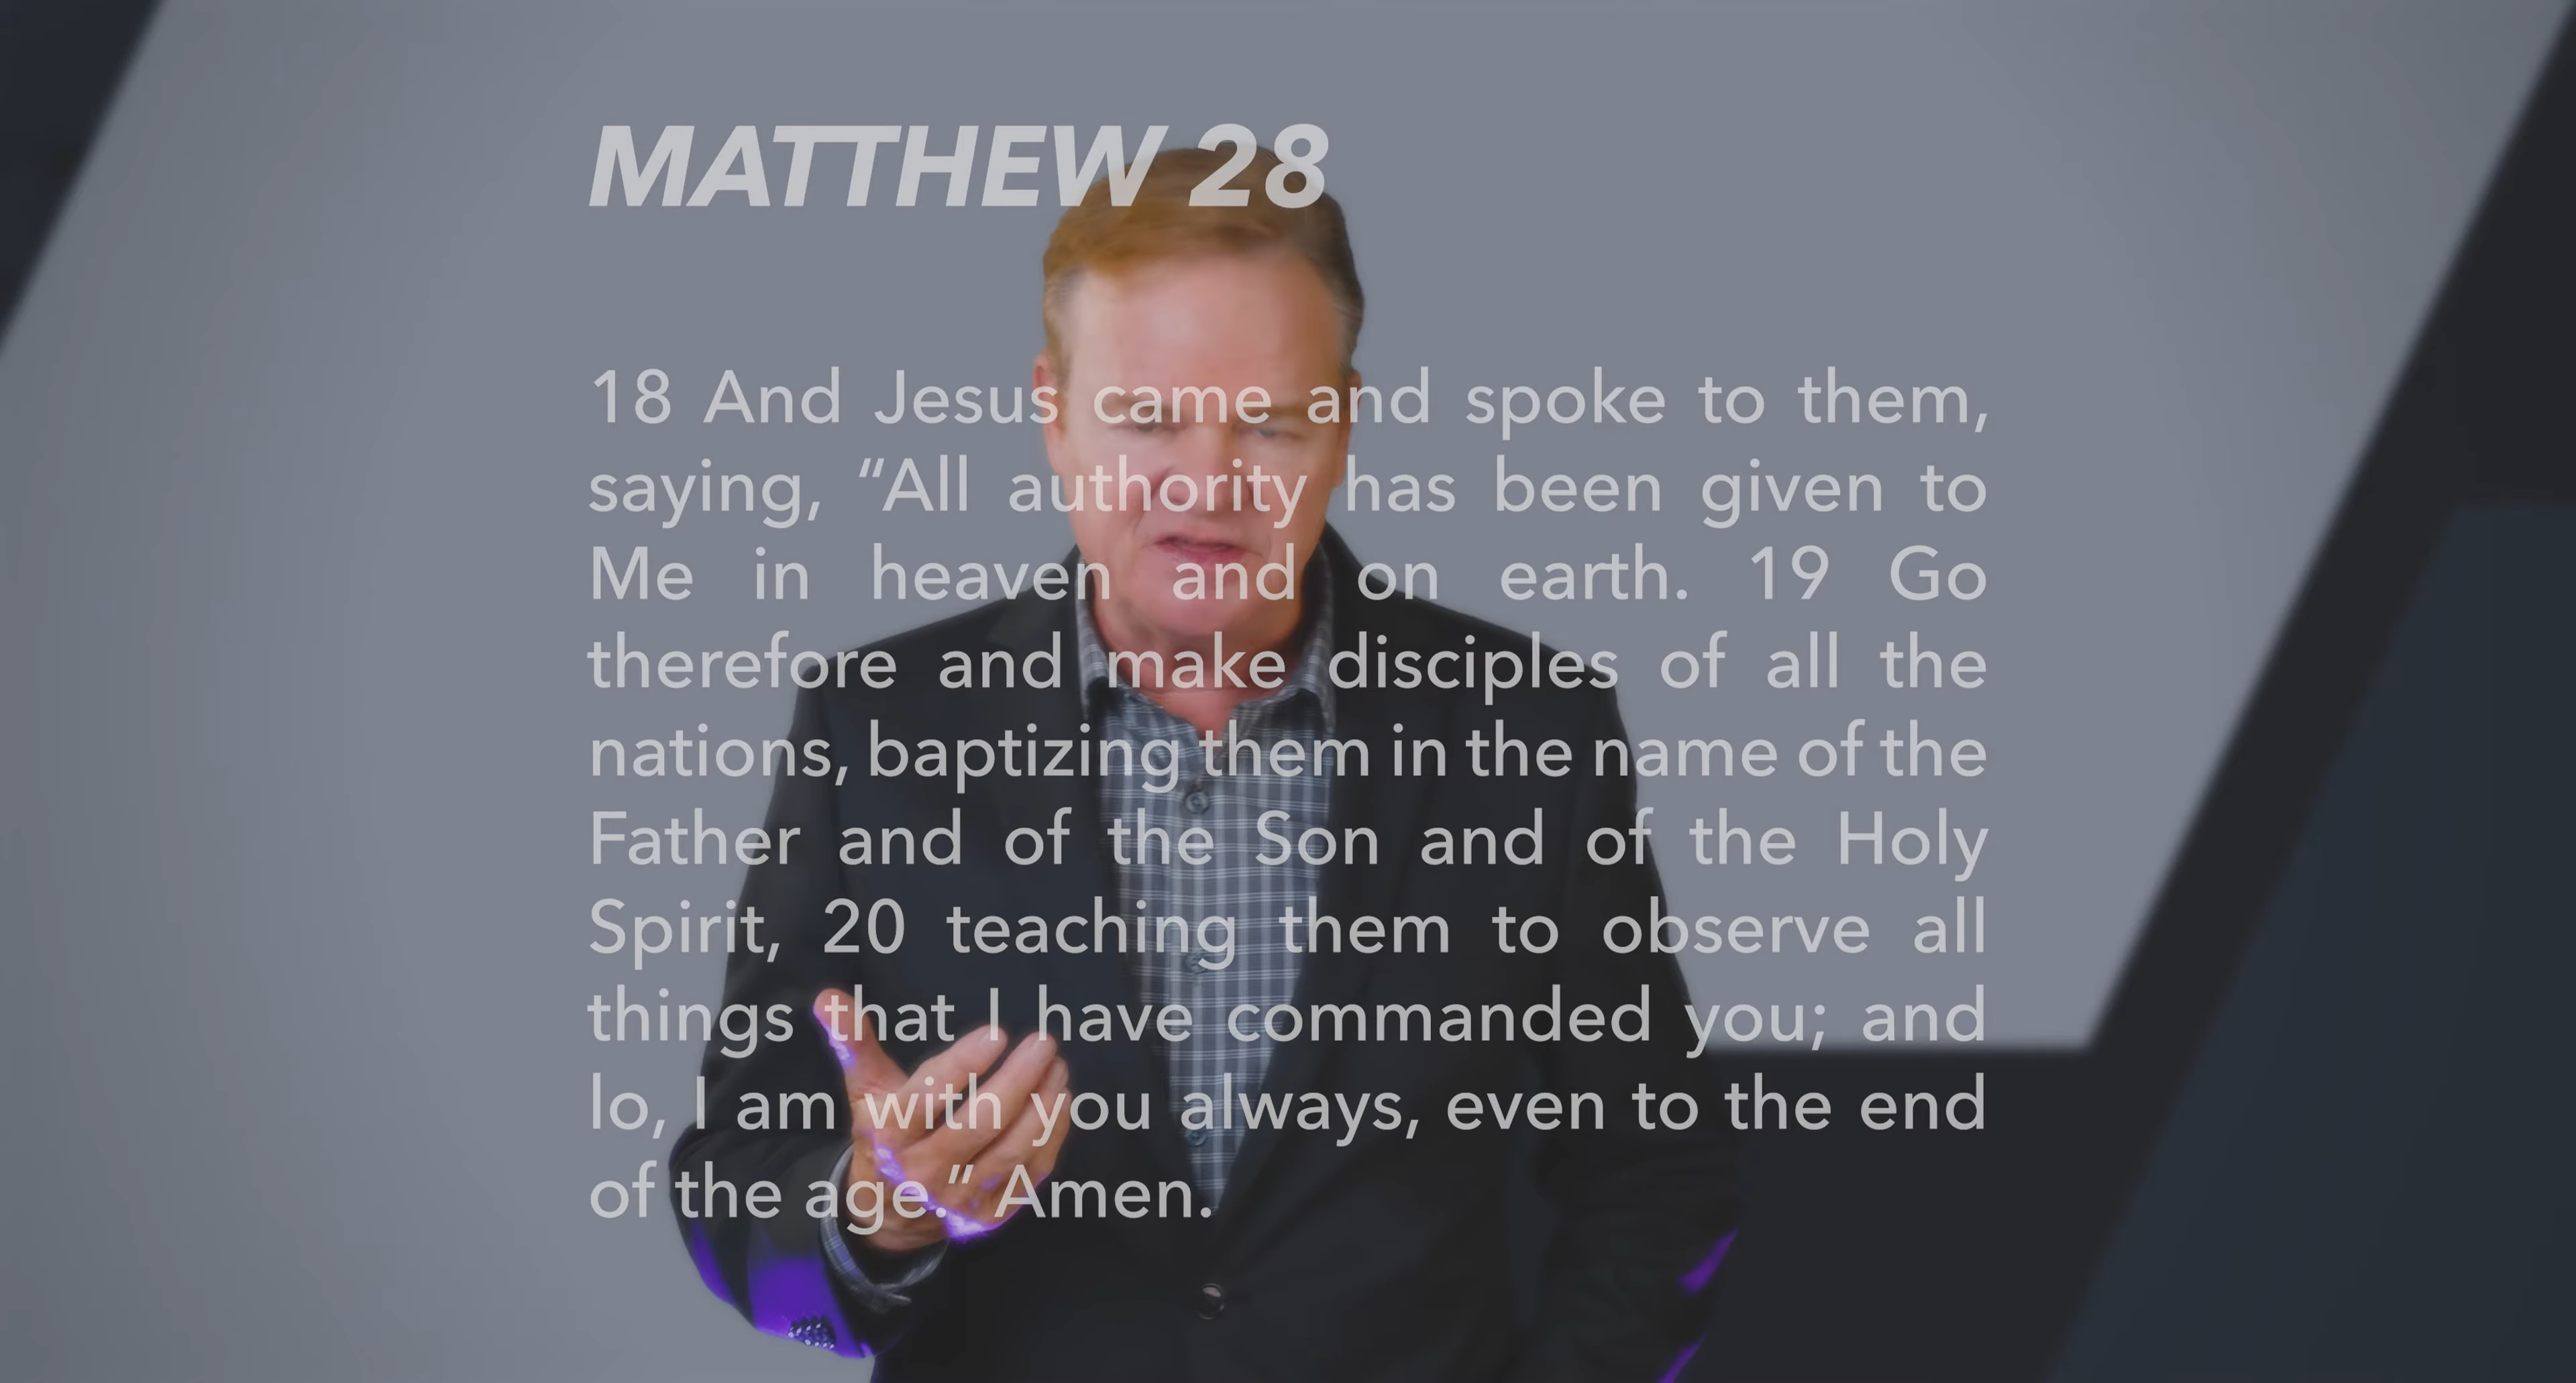 MATTHEW 28
18 And Jesus came and spoke to them,
saying, “All authority has been given to
Me in heaven and on earth. 19 Go
therefore and make disciples of all the
nations, baptizing them in the name of the
Father and of the Son and of the Holy
Spirit, 20 teaching them to observe all
things that I have commanded you; and
lo, I am with you always, even to the end
of the age.” Amen.